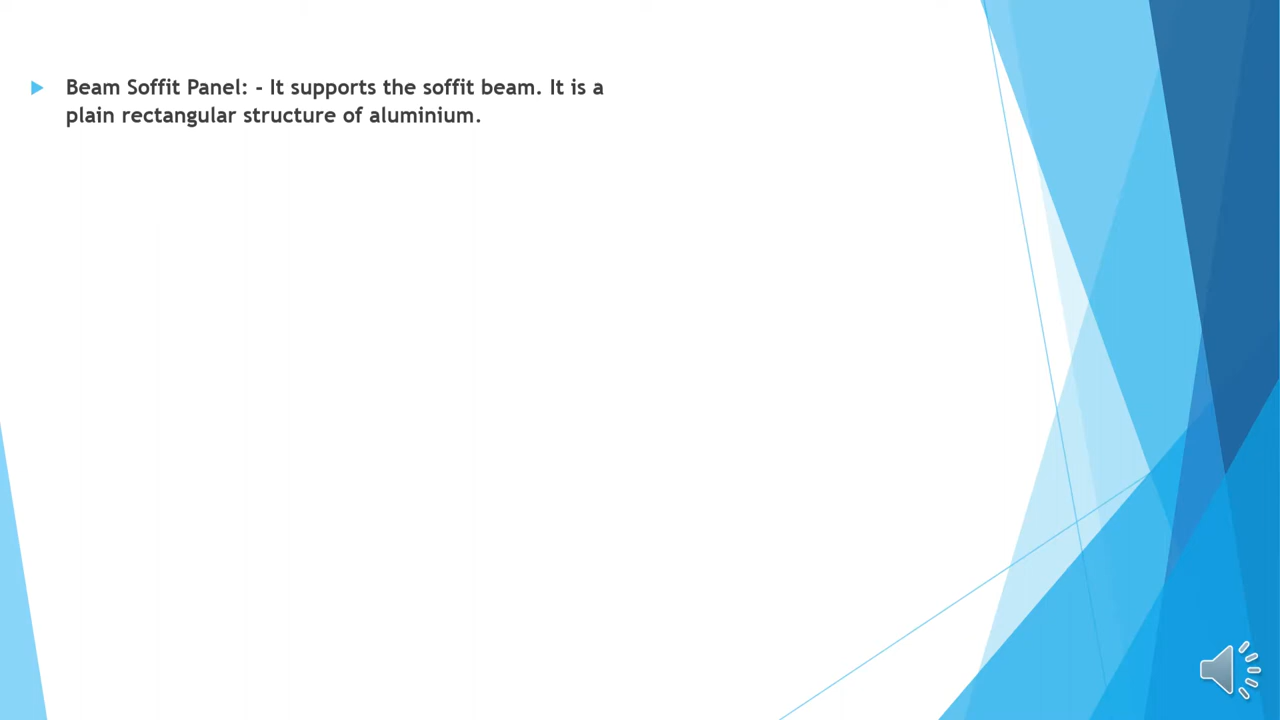 Beam Soffit Panel: - It supports the soffit beam. It is a
plain rectangular structure of aluminium.